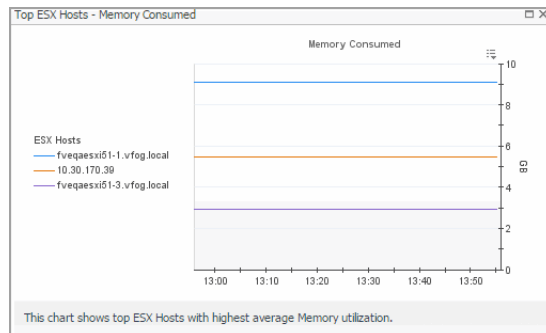 Top ESX Hosts - Memory Consumed
Memory Consumed
ESX Hosts
fveqaesxi51-1.vfog.local
10.30.170.39
fveqaesxi51-3.vfog.local
10
8
6
4
2
0
GB
13:00 13:10 13:20 13:30 13:40 13:50
This chart shows top ESX Hosts with highest average Memory utilization.